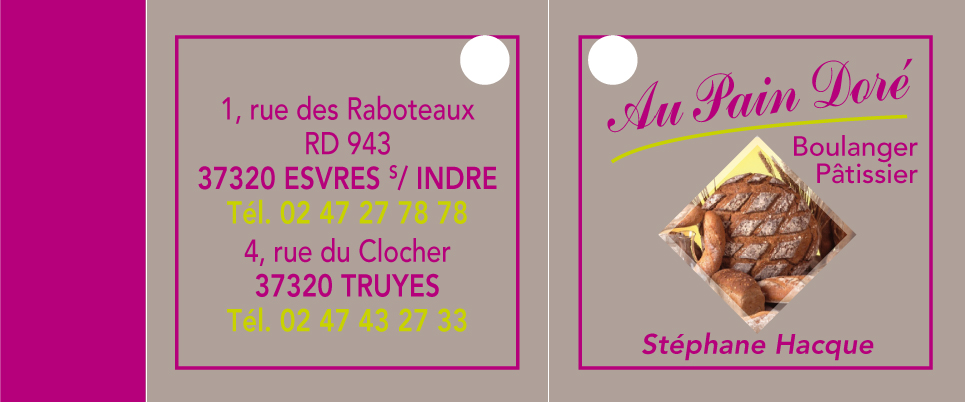 1, rue des Raboteaux
RD 943
37320 ESVRES S/ INDRE
Tél. 02 47 27 78 78
4, rue du Clocher
37320 TRUYES
Tél. 02 47 43 27 33
Au Pain Doré
Boulanger
Pâtissier
Stéphane Hacque